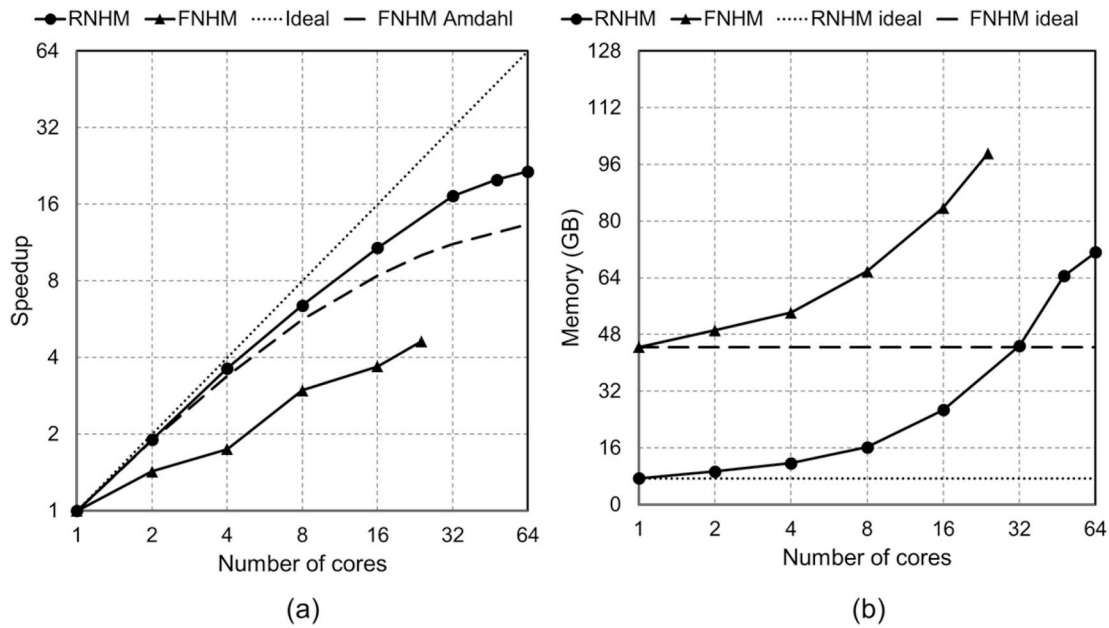 RNHM FNHM Ideal FNHM Amdahl
64
32
16
8
4
2
1
Speedup
1 2 4 8 16 32 64
Number of cores
(a)
RNHM FNHM RNHM ideal FNHM ideal
128
112
96
80
64
48
32
16
0
Memory (GB)
1 2 4 8 16 32 64
Number of cores
(b)